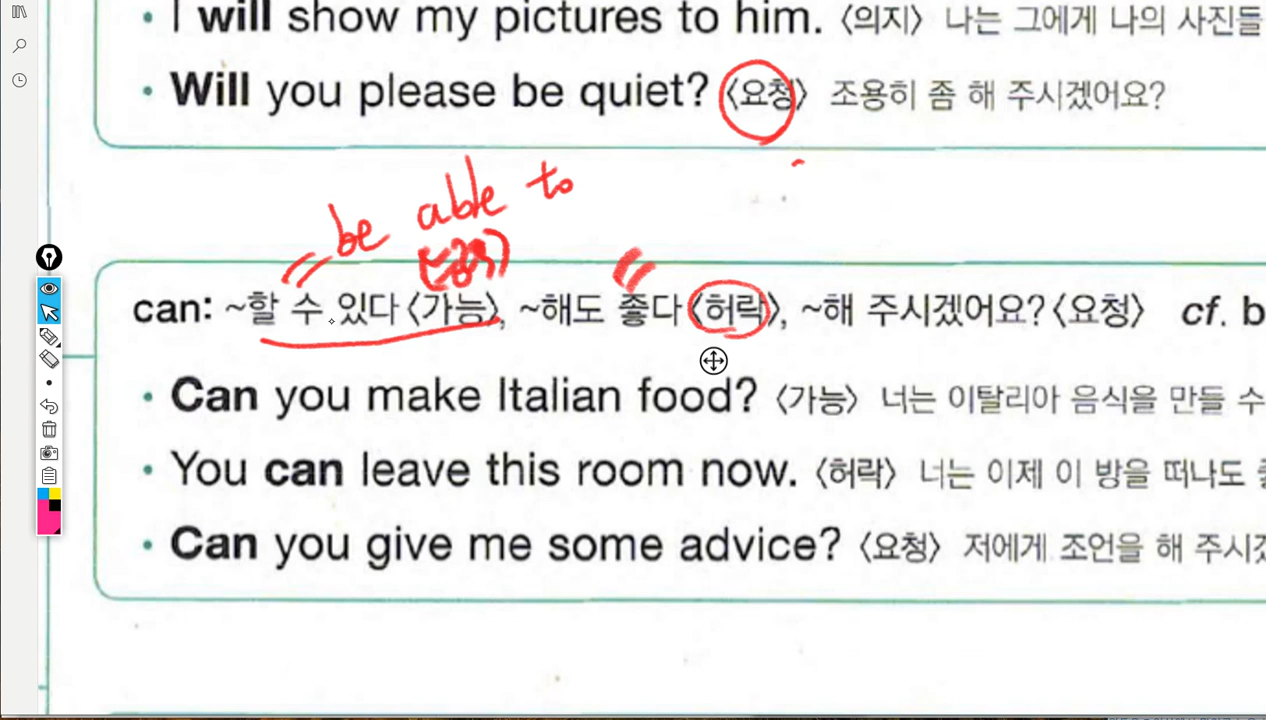 • I will show my pictures to him. 〈의지〉 나는 그에게 나의 사진들
• Will you please be quiet? 〈요청〉 조용히 좀 해 주시겠어요?
be able to
can: ~할 수 있다〈가능〉, ~해도 좋다〈허락〉, ~해 주시겠어요?〈요청〉 cf. b
• Can you make Italian food? 〈가능〉 너는 이탈리아 음식을 만들 수
• You can leave this room now. 〈허락〉 너는 이제 이 방을 떠나도
• Can you give me some advice? 〈요청〉 저에게 조언을 해 주시겠